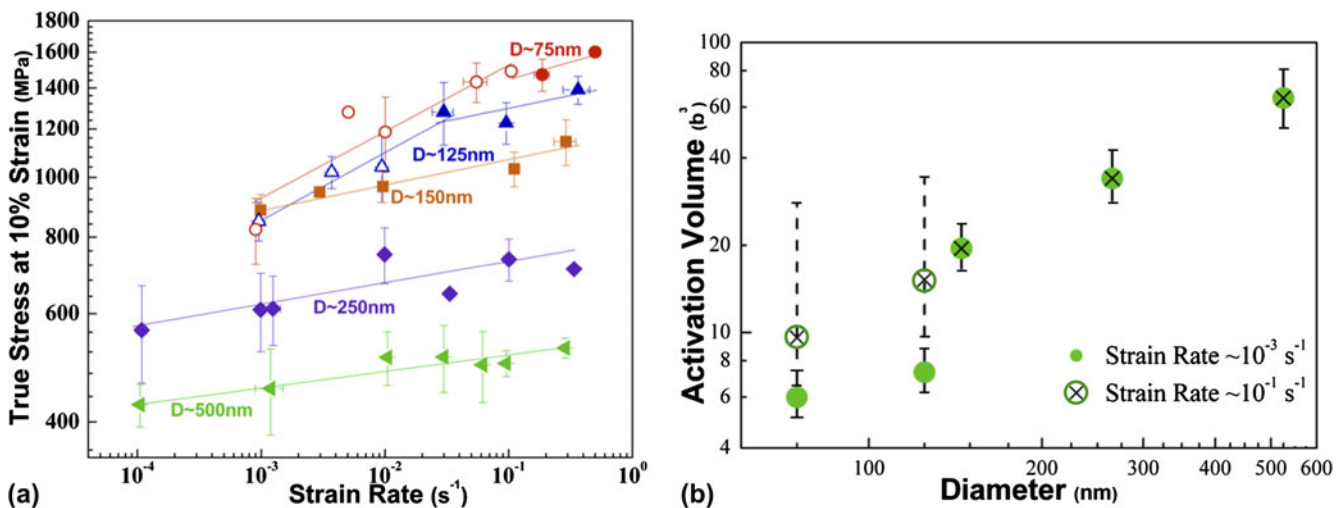 True Stress at 10% Strain (MPa)
1800
1600
1400
1200
1000
800
600
400
D~75nm
D~125nm
D~150nm
D~250nm
D~500nm
10⁻⁴
10⁻³
10⁻²
10⁻¹
10⁰
Strain Rate (s⁻¹)
(a)
Activation Volume (b³)
100
80
60
40
20
10
8
6
4
Strain Rate ~10⁻³ s⁻¹
Strain Rate ~10⁻¹ s⁻¹
100
200
300
400
500
600
Diameter (nm)
(b)